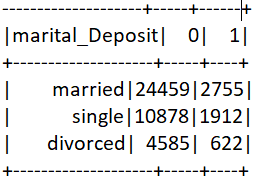 --------------------+-----+------+
|marital_Deposit| 0| 1|
+------------------+-----+----+
| married|24459|2755|
| single|10878|1912|
| divorced| 4585| 622|
+------------------+-----+----+